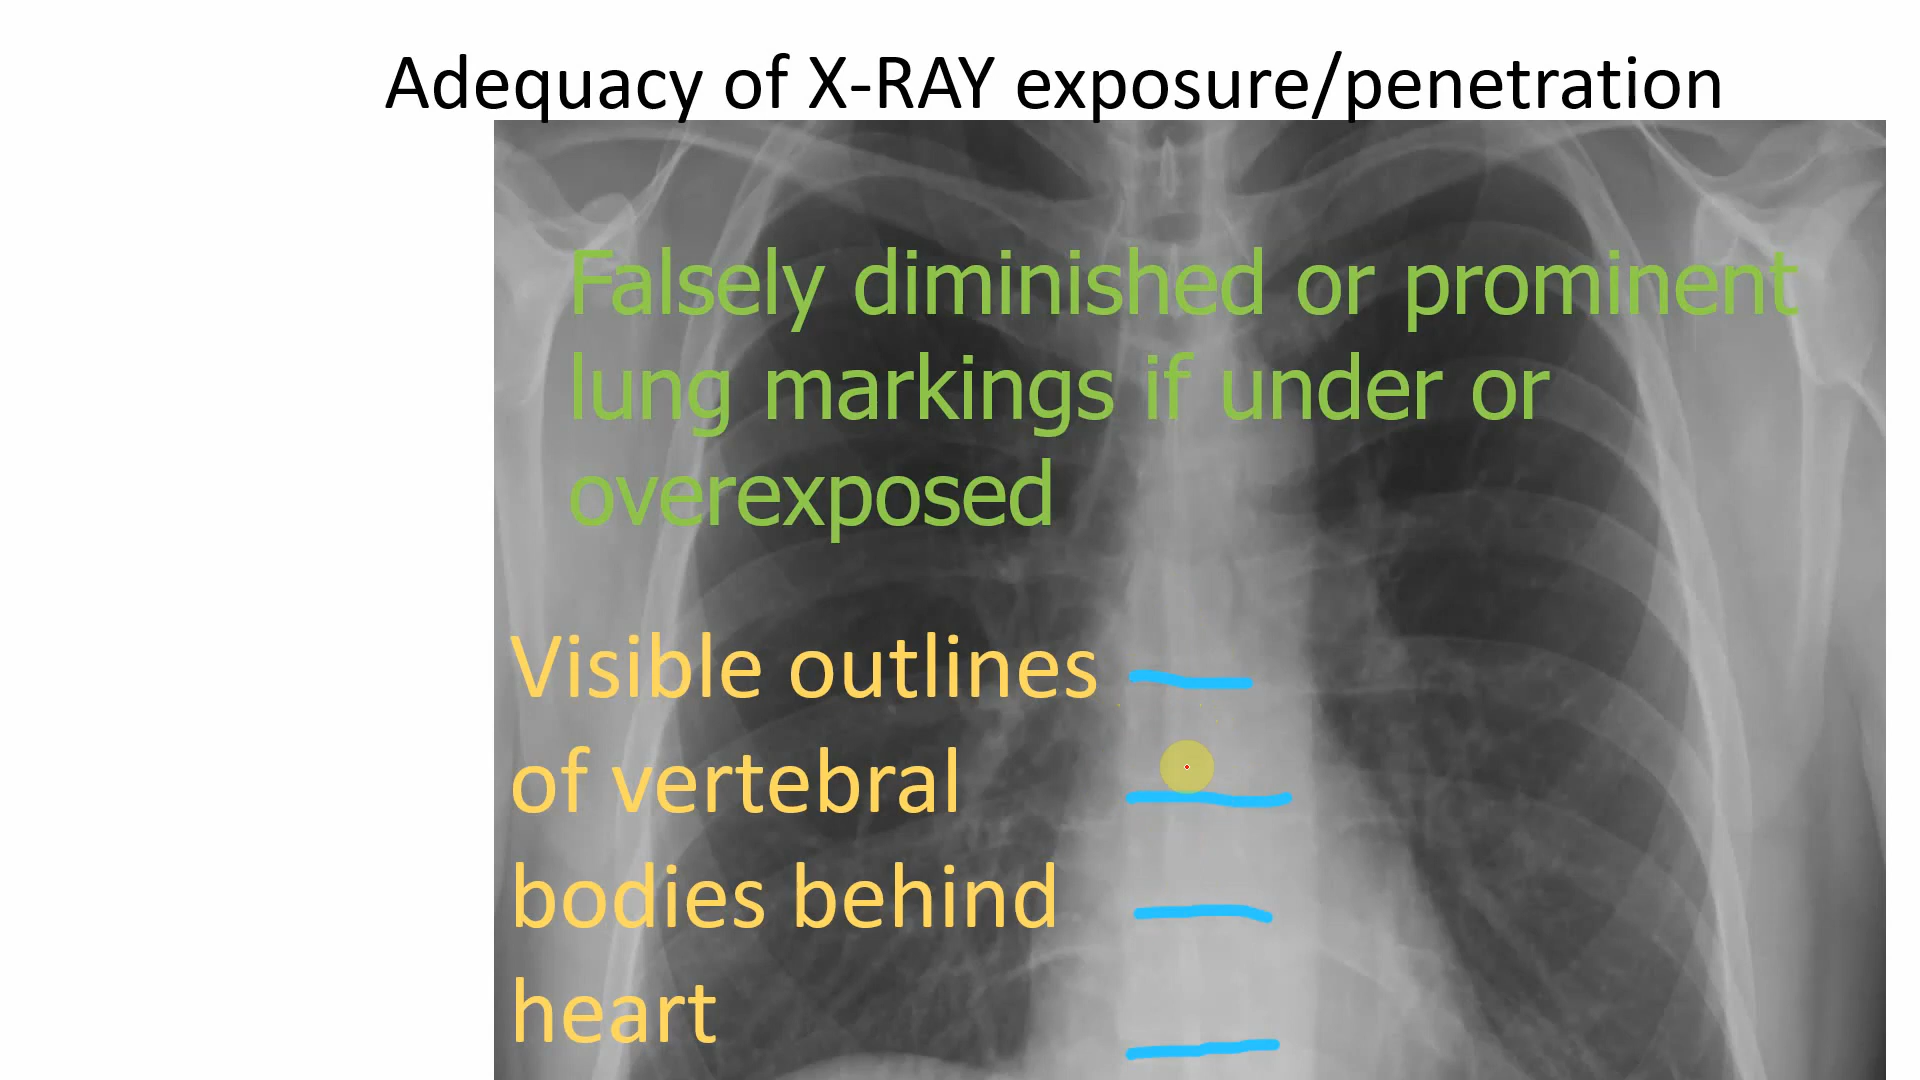 Adequacy of X-RAY exposure/penetration
Falsely diminished or prominent
lung markings if under or
overexposed
Visible outlines
of vertebral
bodies behind
heart